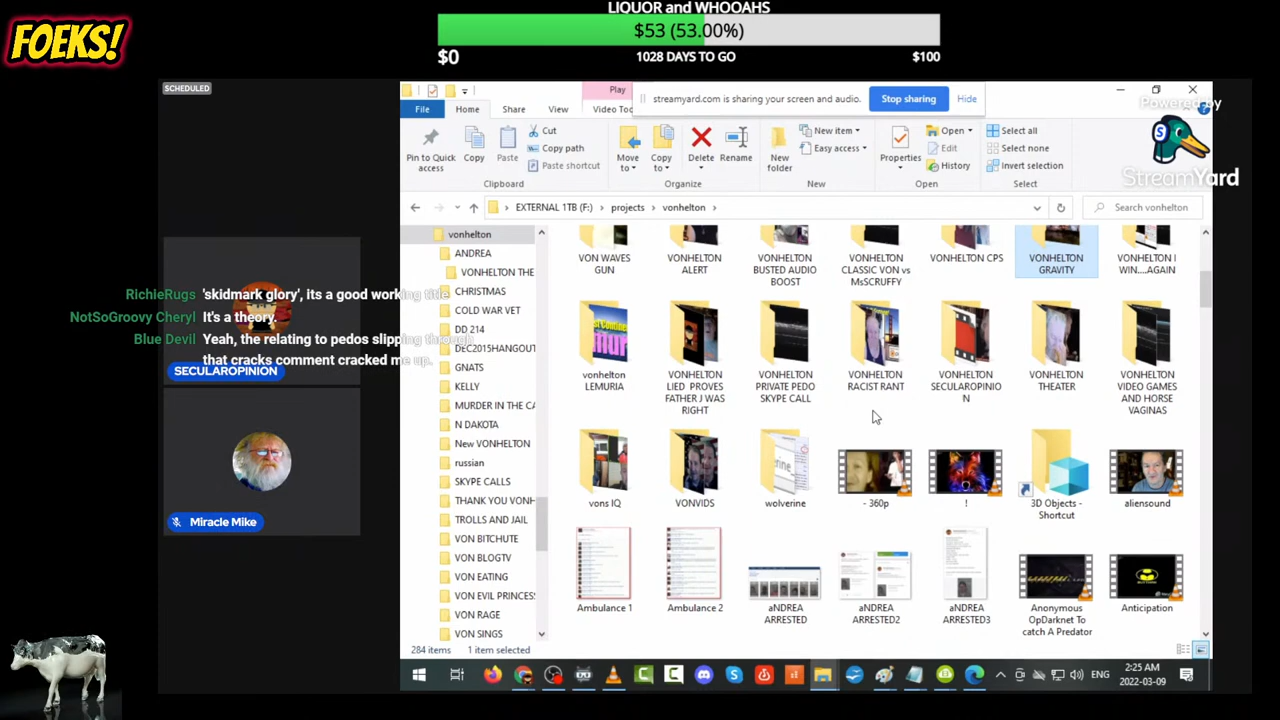 FOEKS!
LIQUOR and WHOOAHS
$53 (53.00%)
$0
1028 DAYS TO GO
$100
SCHEDULED
RichieRugs 'skidmark glory', its a good working title
NotSoGroovy Cheryl It's a theory.
Blue Devil Yeah, the relating to pedos slipping through
that cracks comment cracked me up.
SECULAROPINION
Miracle Mike
Play
streamyard.com is sharing your screen and audio.
Stop sharing
Hide
Powered by
StreamYard
File
Home
Share
View
Video To
Pin to Quick
access
Copy
Paste
Cut
Copy path
Paste shortcut
Clipboard
Move
to
Copy
to
Delete
Rename
Organize
New
folder
New item
Easy access
New
Properties
Open
Edit
History
Open
Select all
Select none
Invert selection
Select
EXTERNAL 1TB (F:)
projects
vonhelton
Search vonhelton
vonhelton
ANDREA
VONHELTON THE
CHRISTMAS
COLD WAR VET
DD 214
DEC2015HANGOUT
GNATS
KELLY
MURDER IN THE CA
N DAKOTA
New VONHELTON
russian
SKYPE CALLS
THANK YOU VONH
TROLLS AND JAIL
VON BITCHUTE
VON BLOGTV
VON EATING
VON EVIL PRINCES
VON RAGE
VON SINGS
VON WAVES
GUN
VONHELTON
ALERT
VONHELTON
BUSTED AUDIO
BOOST
VONHELTON
CLASSIC VON vs
MsSCRUFFY
VONHELTON CPS
VONHELTON
GRAVITY
VONHELTON I
WIN....AGAIN
vonhelton
LEMURIA
VONHELTON
LIED PROVES
FATHER J WAS
RIGHT
VONHELTON
PRIVATE PEDO
SKYPE CALL
VONHELTON
RACIST RANT
VONHELTON
SECULAROPINIO
N
VONHELTON
THEATER
VONHELTON
VIDEO GAMES
AND HORSE
VAGINAS
vons IQ
VONVIDS
wolverine
- 360p
!
3D Objects -
Shortcut
aliensound
Ambulance 1
Ambulance 2
aNDREA
ARRESTED
aNDREA
ARRESTED2
aNDREA
ARRESTED3
Anonymous
OpDarknet To
catch A Predator
Anticipation
284 items
1 item selected
ENG
2:25 AM
2022-03-09